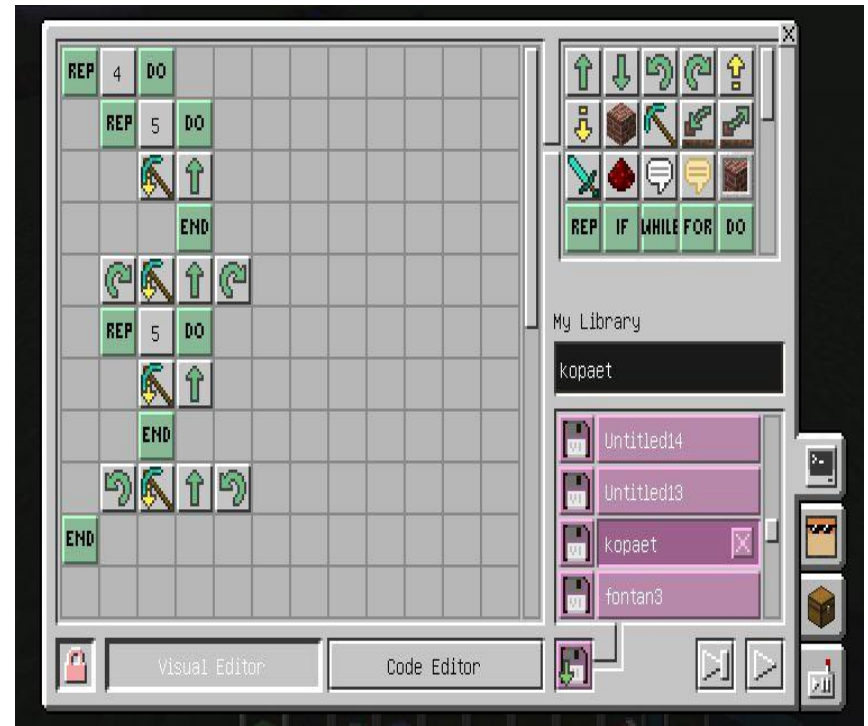 X
REP 4 DO
REP 5 DO
END
REP 5 DO
END
END
REP IF WHILE FOR DO
My Library
kopaet
Untitled14
Untitled13
kopaet X
fontan3
Visual Editor
Code Editor